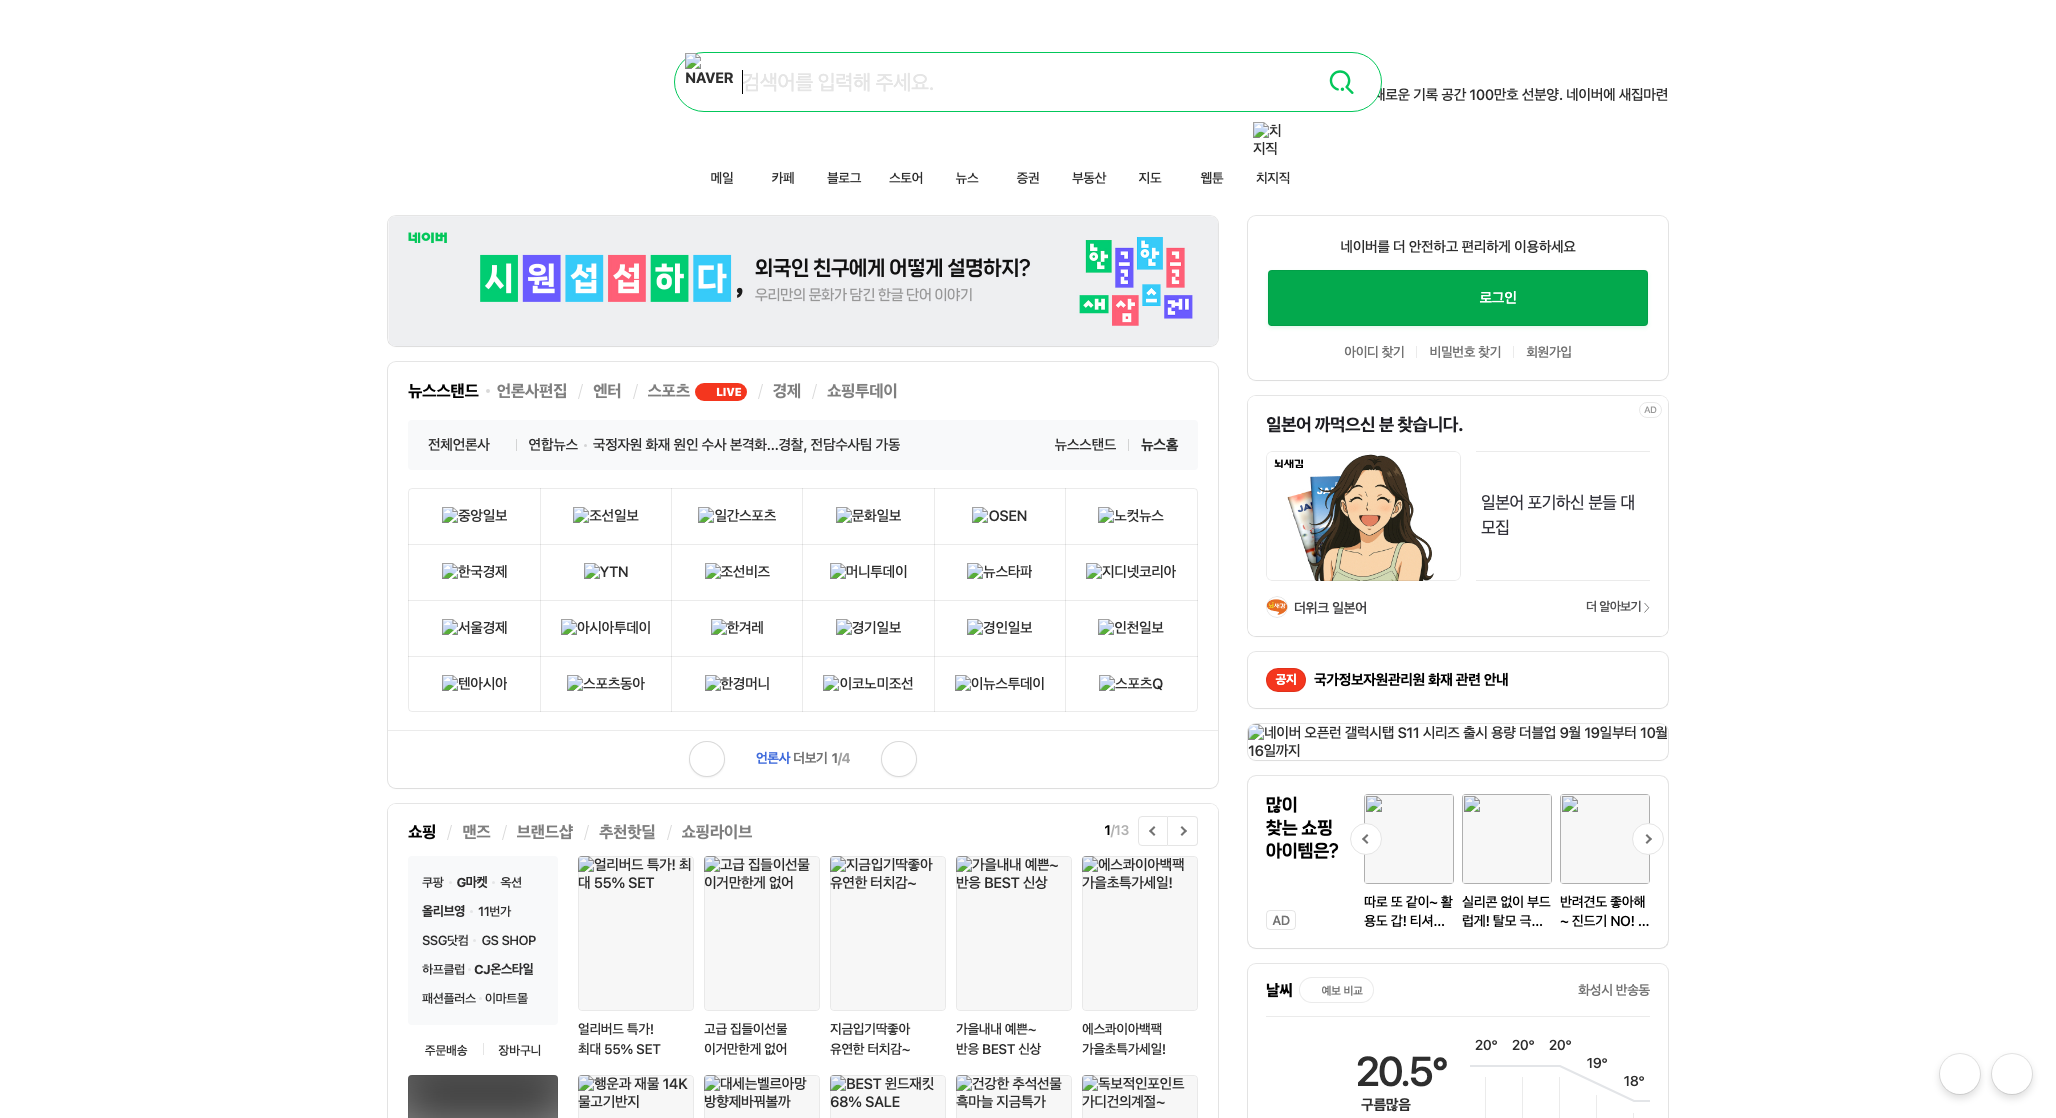 NAVER
검색어를 입력해 주세요.
새로운 기록 공간 100만호 선분양. 네이버에 새집마련
치
지직
메일 카페 블로그 스토어 뉴스 증권 부동산 지도 웹툰 치지직
네이버
시원섭섭하다,
외국인 친구에게 어떻게 설명하지?
우리만의 문화가 담긴 한글 단어 이야기
한글한글
새삼스레
네이버를 더 안전하고 편리하게 이용하세요
로그인
아이디 찾기 비밀번호 찾기 회원가입
뉴스스탠드 언론사편집 엔터 스포츠 LIVE 경제 쇼핑투데이
전체언론사 연합뉴스 국정자원 화재 원인 수사 본격화…경찰, 전담수사팀 가동 뉴스스탠드 뉴스홈
중앙일보 조선일보 일간스포츠 문화일보 OSEN 노컷뉴스
한국경제 YTN 조선비즈 머니투데이 뉴스타파 지디넷코리아
서울경제 아시아투데이 한겨레 경기일보 경인일보 인천일보
텐아시아 스포츠동아 한경머니 이코노미조선 이뉴스투데이 스포츠Q
언론사 더보기 1/4
AD
일본어 까먹으신 분 찾습니다.
뇌새김
일본어 포기하신 분들 대
모집
더위크 일본어
더 알아보기
공지 국가정보자원관리원 화재 관련 안내
네이버 오픈런 갤럭시탭 S11 시리즈 출시 용량 더블업 9월 19일부터 10월
16일까지
많이
찾는 쇼핑
아이템은?
AD
따로 또 같이~ 활
용도 갑! 티셔...
실리콘 없이 부드
럽게! 탈모 극...
반려견도 좋아해
~ 진드기 NO! ...
쇼핑 맨즈 브랜드샵 추천핫딜 쇼핑라이브
1/13
쿠팡 G마켓 옥션
올리브영 11번가
SSG닷컴 GS SHOP
하프클럽 CJ온스타일
패션플러스 이마트몰
주문배송 장바구니
얼리버드 특가! 최
대 55% SET
고급 집들이선물
이거만한게 없어
지금입기딱좋아
유연한 터치감~
가을내내 예쁜~
반응 BEST 신상
에스콰이아백팩
가을초특가세일!
얼리버드 특가!
최대 55% SET
고급 집들이선물
이거만한게 없어
지금입기딱좋아
유연한 터치감~
가을내내 예쁜~
반응 BEST 신상
에스콰이아백팩
가을초특가세일!
행운과 재물 14K
물고기반지
대세는벨르아망
방향제바꿔볼까
BEST 윈드재킷
68% SALE
건강한 추석선물
흑마늘 지금특가
독보적인포인트
가디건의계절~
날씨 예보 비교 화성시 반송동
20.5°
구름많음
20° 20° 20° 19° 18°